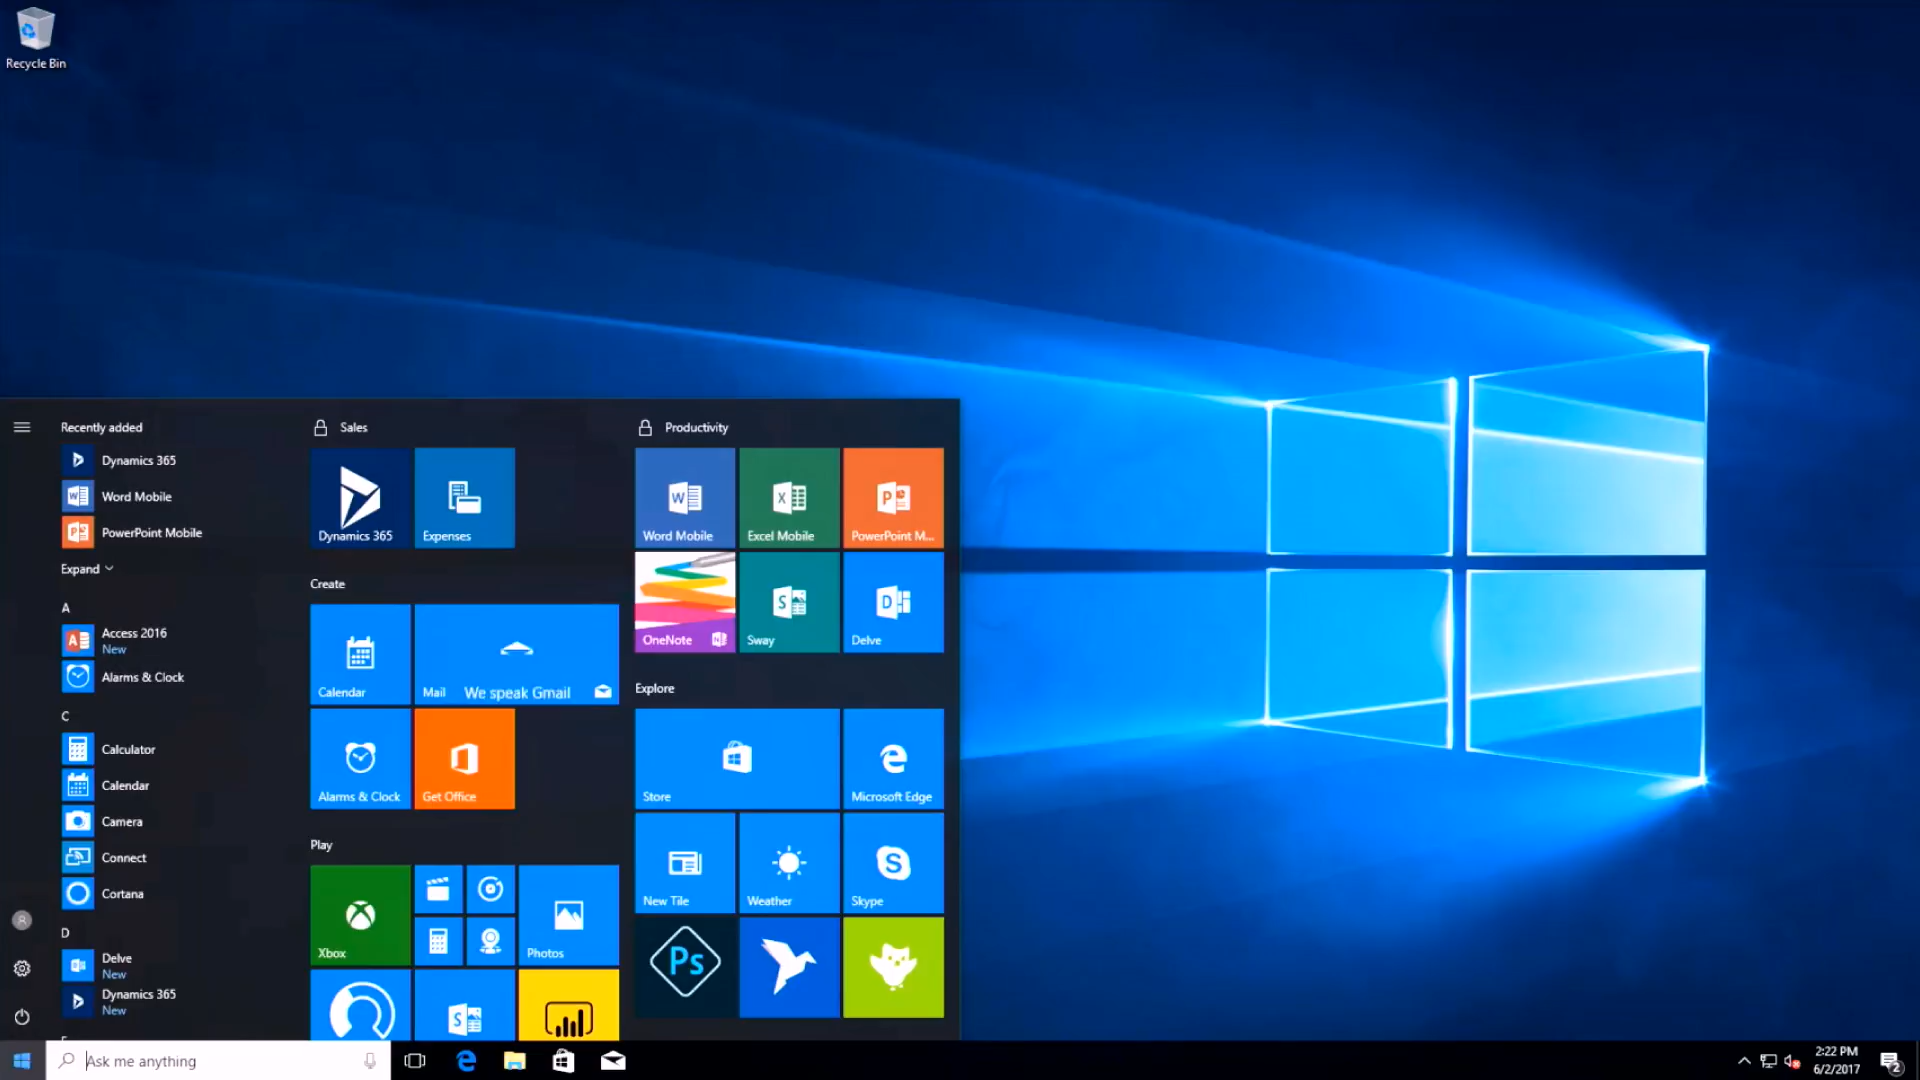 Recycle Bin
Recently added
Dynamics 365
Word Mobile
PowerPoint Mobile
Expand
A
Access 2016
New
Alarms & Clock
C
Calculator
Calendar
Camera
Connect
Cortana
D
Delve
New
Dynamics 365
New
Sales
Dynamics 365
Expenses
Create
Calendar
Mail We speak Gmail
Alarms & Clock
Get Office
Play
Xbox
Photos
Productivity
Word Mobile
Excel Mobile
PowerPoint M...
OneNote
Sway
Delve
Explore
Store
Microsoft Edge
New Tile
Weather
Skype
Ps
Ask me anything
2:22 PM
6/2/2017
2